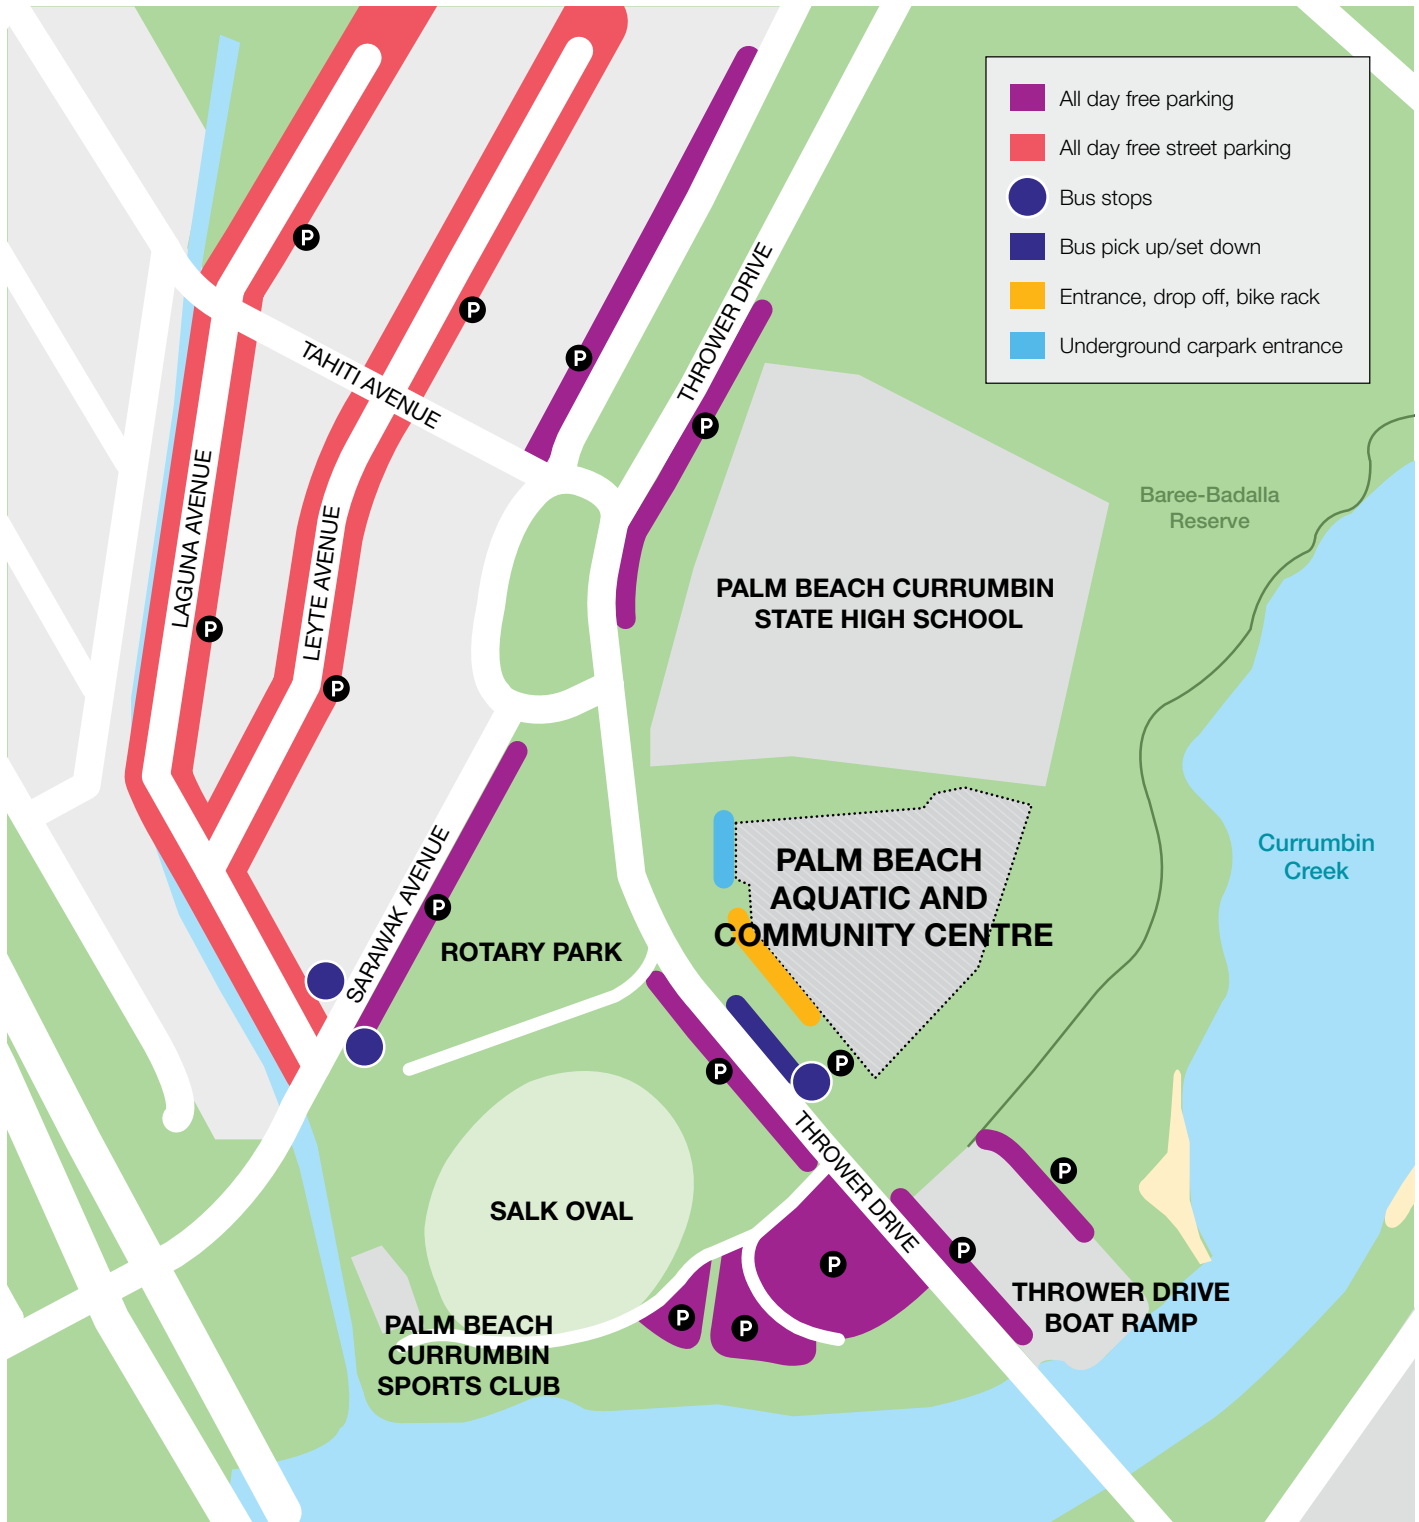 All day free parking
All day free street parking
Bus stops
Bus pick up/set down
Entrance, drop off, bike rack
Underground carpark entrance
P
P
P
THROWER DRIVE
TAHITI AVENUE
P
LAGUNA AVENUE
Baree-Badalla
Reserve
LEYTE AVENUE
PALM BEACH CURRUMBIN
STATE HIGH SCHOOL
P
P
Currumbin
Creek
PALM BEACH
AQUATIC AND
COMMUNITY CENTRE
SARAWAK AVENUE
P
ROTARY PARK
P
P
THROWER DRIVE
P
SALK OVAL
P
P
THROWER DRIVE
BOAT RAMP
P
P
PALM BEACH
CURRUMBIN
SPORTS CLUB